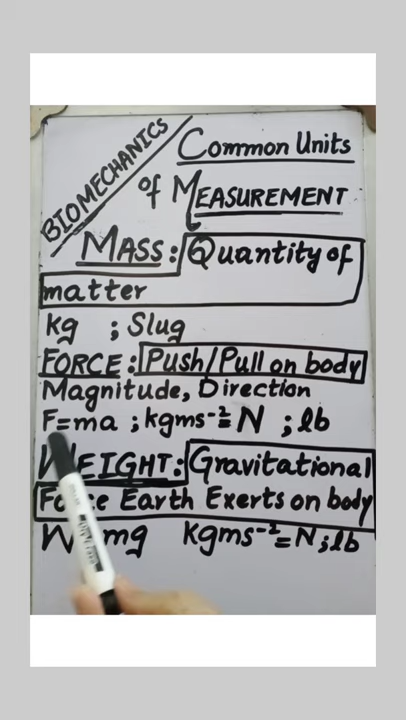 BIOMECHANICS
Common Units
of MEASUREMENT
MASS: Quantity of
matter
kg ; Slug
FORCE: Push/Pull on body
Magnitude, Direction
F=ma ; kgms⁻²=N ; lb
WEIGHT: Gravitational
Force Earth Exerts on body
W mg kgms⁻²=N; lb